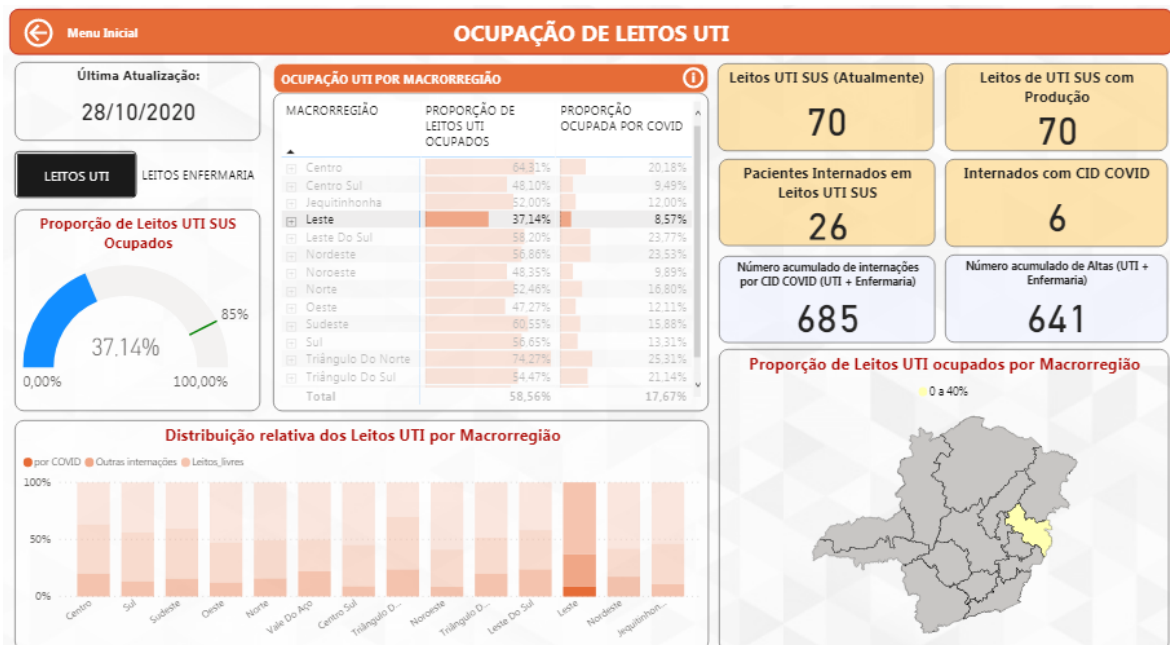 Menu Inicial
OCUPAÇÃO DE LEITOS UTI
Última Atualização:
28/10/2020
LEITOS UTI
LEITOS ENFERMARIA
Proporção de Leitos UTI SUS
Ocupados
85%
37.14%
0,00%
100,00%
OCUPAÇÃO UTI POR MACRORREGIÃO
MACRORREGIÃO PROPORÇÃO DE LEITOS UTI OCUPADOS PROPORÇÃO OCUPADA POR COVID
Centro 64,31% 20,18%
Centro Sul 48,10% 9,49%
Jequitinhonha 52,00% 12,00%
Leste 37,14% 8,57%
Leste Do Sul 58,20% 23,77%
Nordeste 56,86% 23,53%
Noroeste 48,35% 9,89%
Norte 52,46% 16,80%
Oeste 47,27% 12,11%
Sudeste 60,55% 15,88%
Sul 56,65% 13,31%
Triângulo Do Norte 74,27% 25,31%
Triângulo Do Sul 54,47% 21,14%
Total 58,56% 17,67%
Leitos UTI SUS (Atualmente)
70
Leitos de UTI SUS com
Produção
70
Pacientes Internados em
Leitos UTI SUS
26
Internados com CID COVID
6
Número acumulado de internações
por CID COVID (UTI + Enfermaria)
685
Número acumulado de Altas (UTI +
Enfermaria)
641
Distribuição relativa dos Leitos UTI por Macrorregião
por COVID Outras internações Leitos_livres
100%
50%
0%
Centro
Sul
Sudeste
Oeste
Norte
Vale Do Aço
Centro Sul
Triângulo D...
Noroeste
Triângulo D...
Leste Do Sul
Leste
Nordeste
Jequitinhon...
Proporção de Leitos UTI ocupados por Macrorregião
0 a 40%